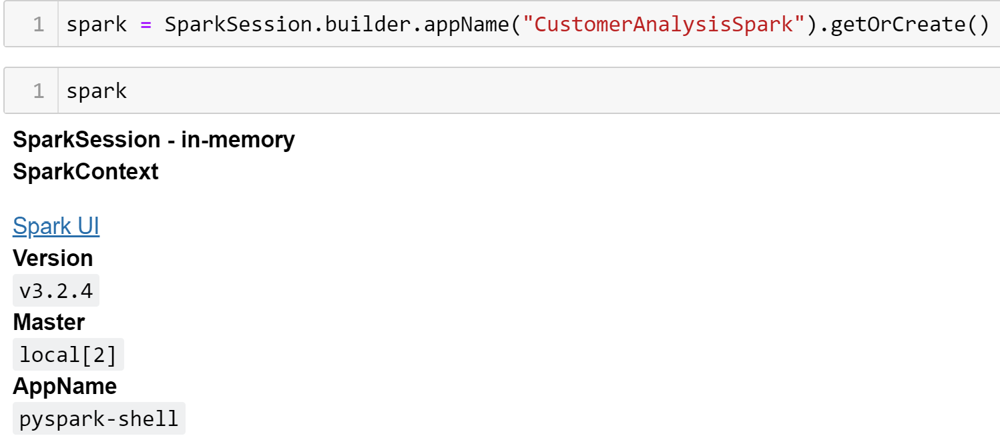 1 spark = SparkSession.builder.appName("CustomerAnalysisSpark").getOrCreate()
1 spark
SparkSession - in-memory
SparkContext
Spark UI
Version
v3.2.4
Master
local[2]
AppName
pyspark-shell